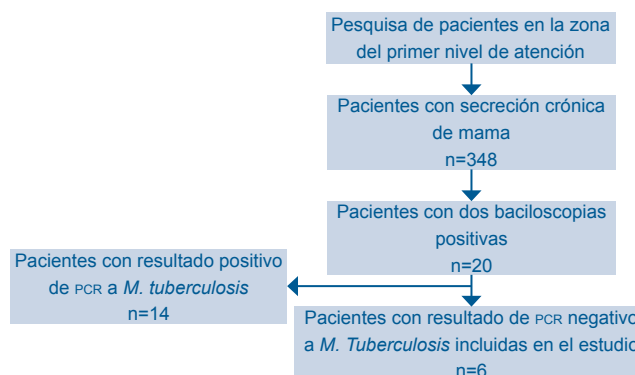 Pesquisa de pacientes en la zona
del primer nivel de atención
Pacientes con secreción crónica
de mama
n=348
Pacientes con dos baciloscopias
positivas
n=20
Pacientes con resultado positivo
de PCR a M. tuberculosis
n=14
Pacientes con resultado de PCR negativo
a M. Tuberculosis incluidas en el estudio
n=6